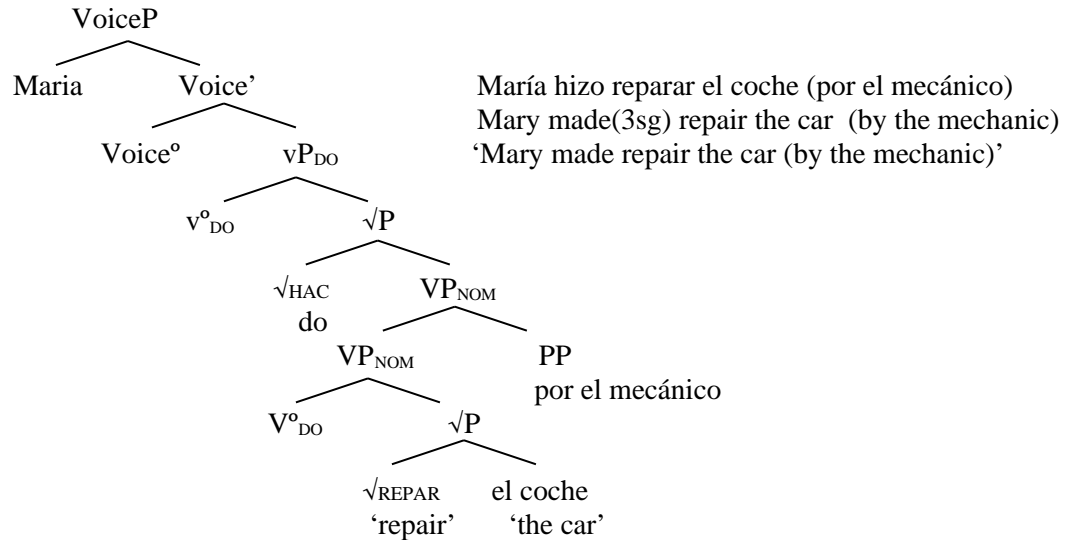 VoiceP
Maria Voice’ María hizo reparar el coche (por el mecánico)
Mary made(3sg) repair the car (by the mechanic)
Voiceº vP_DO ‘Mary made repair the car (by the mechanic)’
vº_DO √P
√HAC VP_NOM
do
VP_NOM PP
por el mecánico
Vº_DO √P
√REPAR el coche
‘repair’ ‘the car’